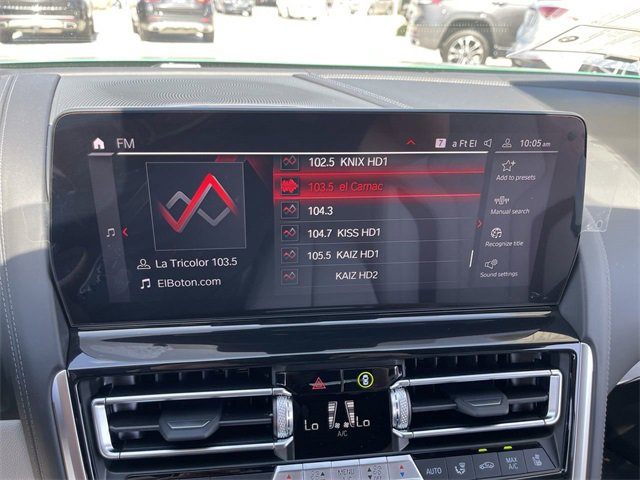 FM
7 a Ft El 10:05 am
102.5 KNIX HD1
103.5 el Camac
104.3
104.7 KISS HD1
105.5 KAIZ HD1
KAIZ HD2
La Tricolor 103.5
ElBoton.com
Add to presets
Manual search
Recognize title
Sound settings
Lo Lo
A/C
MENU
AUTO
MAX
A/C